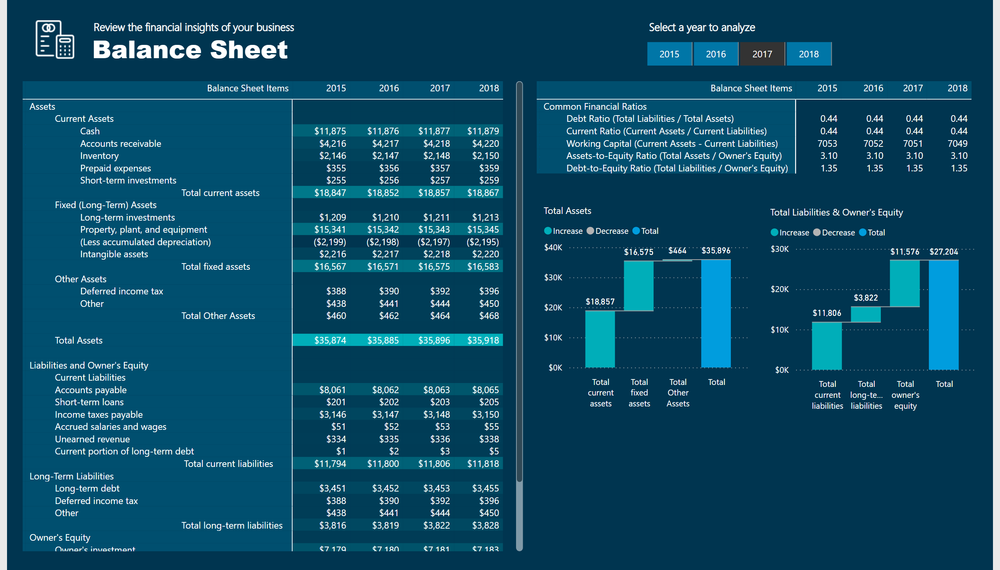 Review the financial insights of your business
Balance Sheet
Select a year to analyze
2015 2016 2017 2018
Balance Sheet Items 2015 2016 2017 2018
Assets
Current Assets
Cash $11,875 $11,876 $11,877 $11,879
Accounts receivable $4,216 $4,217 $4,218 $4,220
Inventory $2,146 $2,147 $2,148 $2,150
Prepaid expenses $355 $356 $357 $359
Short-term investments $255 $256 $257 $259
Total current assets $18,847 $18,852 $18,857 $18,867
Fixed (Long-Term) Assets
Long-term investments $1,209 $1,210 $1,211 $1,213
Property, plant, and equipment $15,341 $15,342 $15,343 $15,345
(Less accumulated depreciation) ($2,199) ($2,198) ($2,197) ($2,195)
Intangible assets $2,216 $2,217 $2,218 $2,220
Total fixed assets $16,567 $16,571 $16,575 $16,583
Other Assets
Deferred income tax $388 $390 $392 $396
Other $438 $441 $444 $450
Total Other Assets $460 $462 $464 $468
Total Assets $35,874 $35,885 $35,896 $35,918
Liabilities and Owner's Equity
Current Liabilities
Accounts payable $8,061 $8,062 $8,063 $8,065
Short-term loans $201 $202 $203 $205
Income taxes payable $3,146 $3,147 $3,148 $3,150
Accrued salaries and wages $51 $52 $53 $55
Unearned revenue $334 $335 $336 $338
Current portion of long-term debt $1 $2 $3 $5
Total current liabilities $11,794 $11,800 $11,806 $11,818
Long-Term Liabilities
Long-term debt $3,451 $3,452 $3,453 $3,455
Deferred income tax $388 $390 $392 $396
Other $438 $441 $444 $450
Total long-term liabilities $3,816 $3,819 $3,822 $3,828
Owner's Equity
Owner's investment $7,179 $7,180 $7,181 $7,183
Balance Sheet Items 2015 2016 2017 2018
Common Financial Ratios
Debt Ratio (Total Liabilities / Total Assets) 0.44 0.44 0.44 0.44
Current Ratio (Current Assets / Current Liabilities) 0.44 0.44 0.44 0.44
Working Capital (Current Assets - Current Liabilities) 7053 7052 7051 7049
Assets-to-Equity Ratio (Total Assets / Owner's Equity) 3.10 3.10 3.10 3.10
Debt-to-Equity Ratio (Total Liabilities / Owner's Equity) 1.35 1.35 1.35 1.35
Total Assets
Increase Decrease Total
$40K
$30K
$20K
$10K
$0K
$18,857 $16,575 $464 $35,896
Total current assets
Total fixed assets
Total Other Assets
Total
Total Liabilities & Owner's Equity
Increase Decrease Total
$30K
$20K
$10K
$0K
$11,806 $3,822 $11,576 $27,204
Total current liabilities
Total long-te... liabilities
Total owner's equity
Total